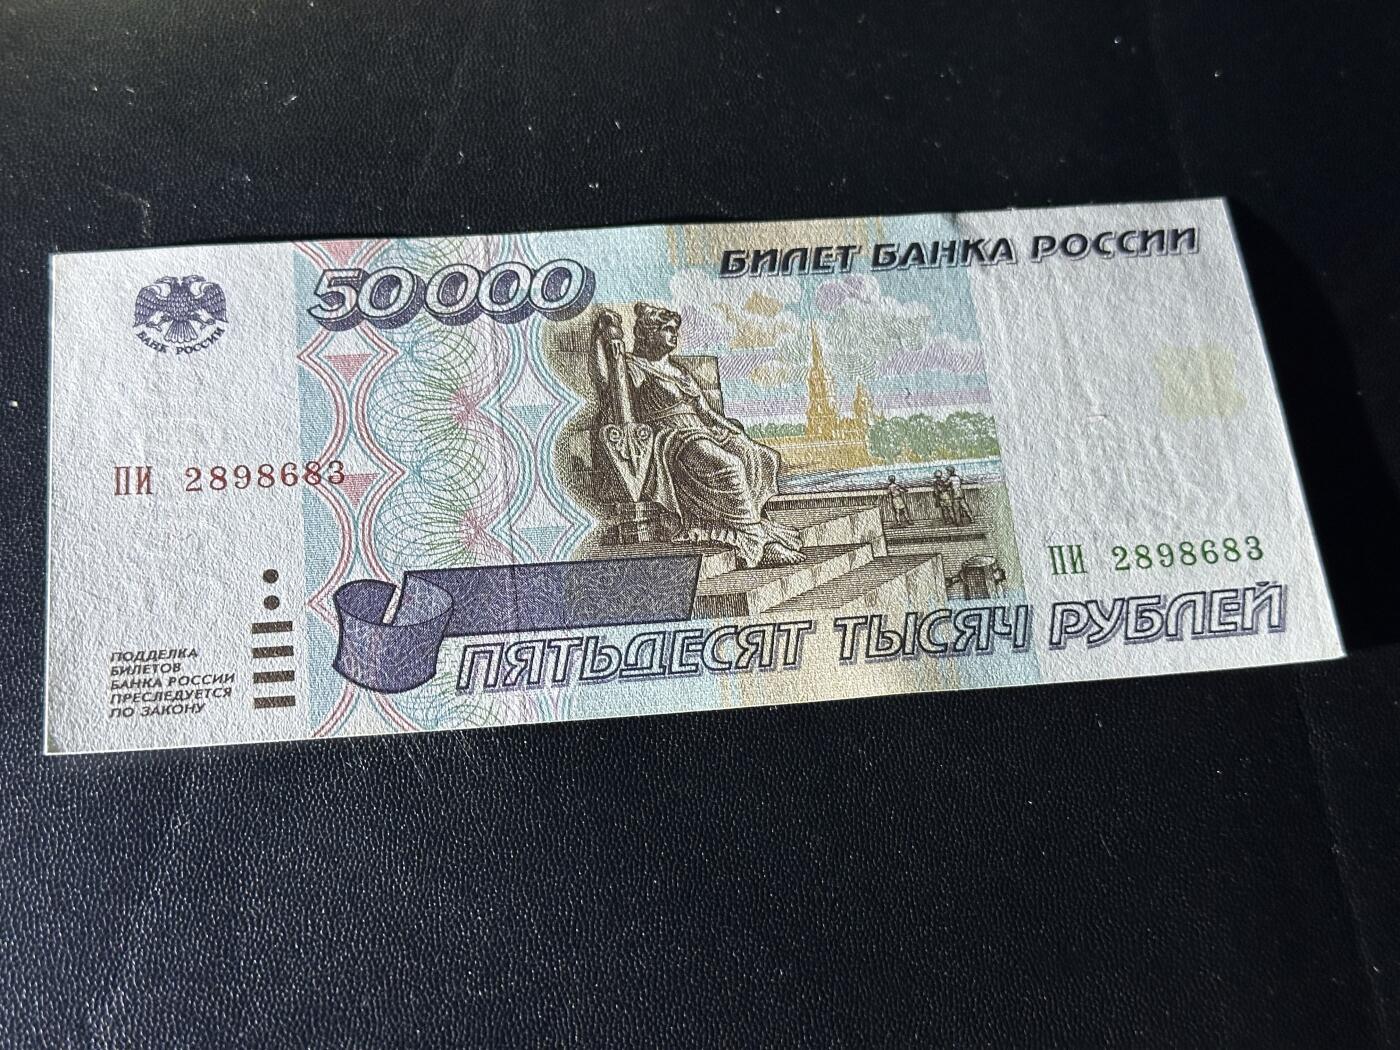 БИЛЕТ БАНКА РОССИИ
50 000
БАНК РОССИИ
ПИ 2898683
ПИ 2898683
ПЯТЬДЕСЯТ ТЫСЯЧ РУБЛЕЙ
ПОДДЕЛКА
БИЛЕТОВ
БАНКА РОССИИ
ПРЕСЛЕДУЕТСЯ
ПО ЗАКОНУ